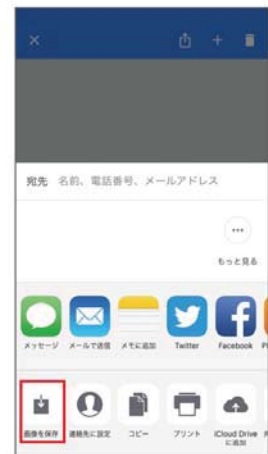 宛先 名前、電話番号、メールアドレス
もっと見る
メッセージ メールで送信 メモに追加 Twitter Facebook
画像を保存 連絡先に設定 コピー プリント iCloud Drive
に追加